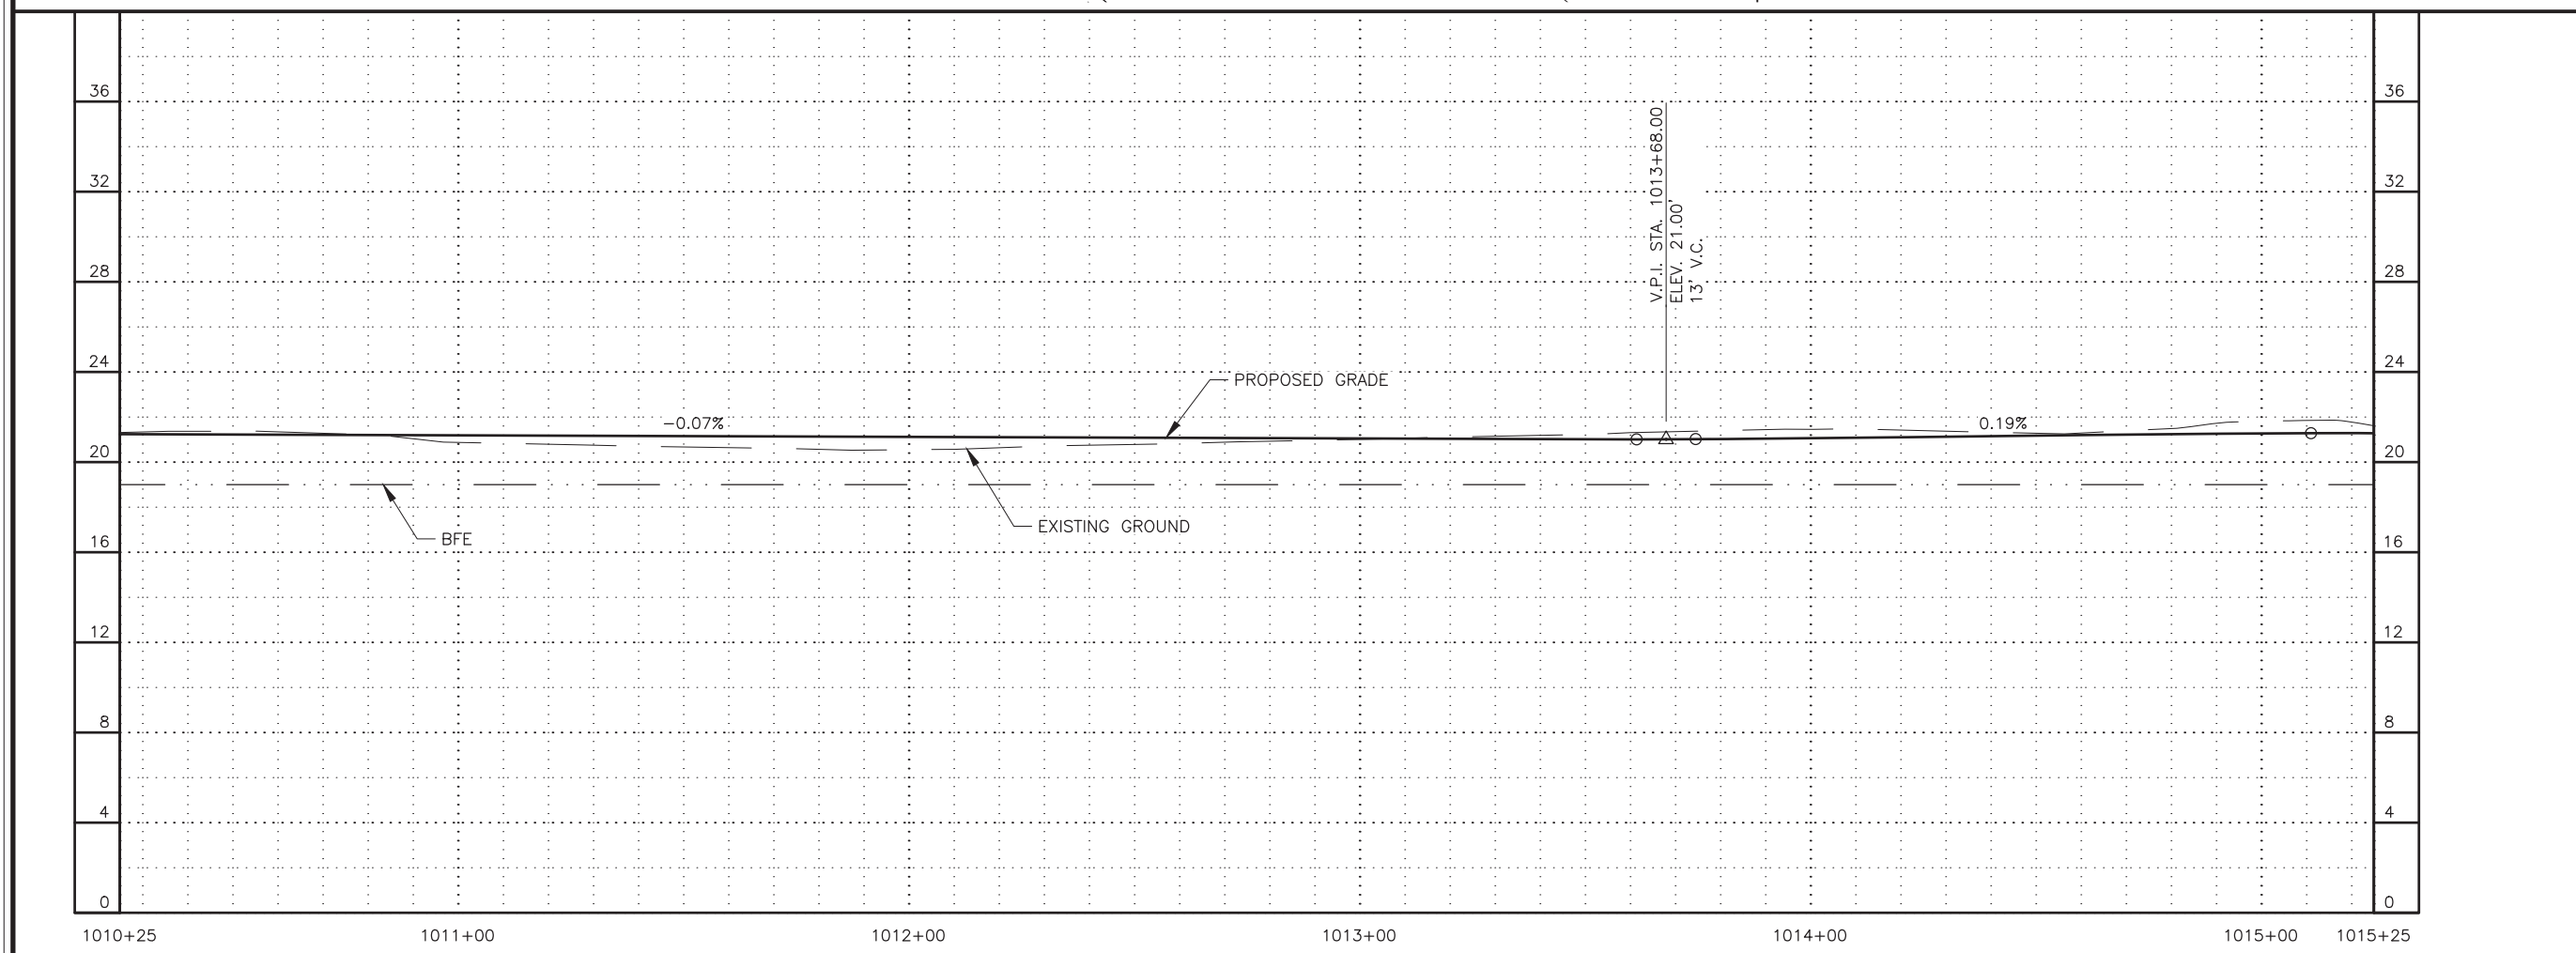 36 36
V.P.I. STA. 1013+68.00
ELEV. 21.00'
13' V.C.
32 32
28 28
24 24
PROPOSED GRADE
-0.07% 0.19%
20 20
EXISTING GROUND
BFE
16 16
12 12
8 8
4 4
0 0
1010+25 1011+00 1012+00 1013+00 1014+00 1015+00 1015+25